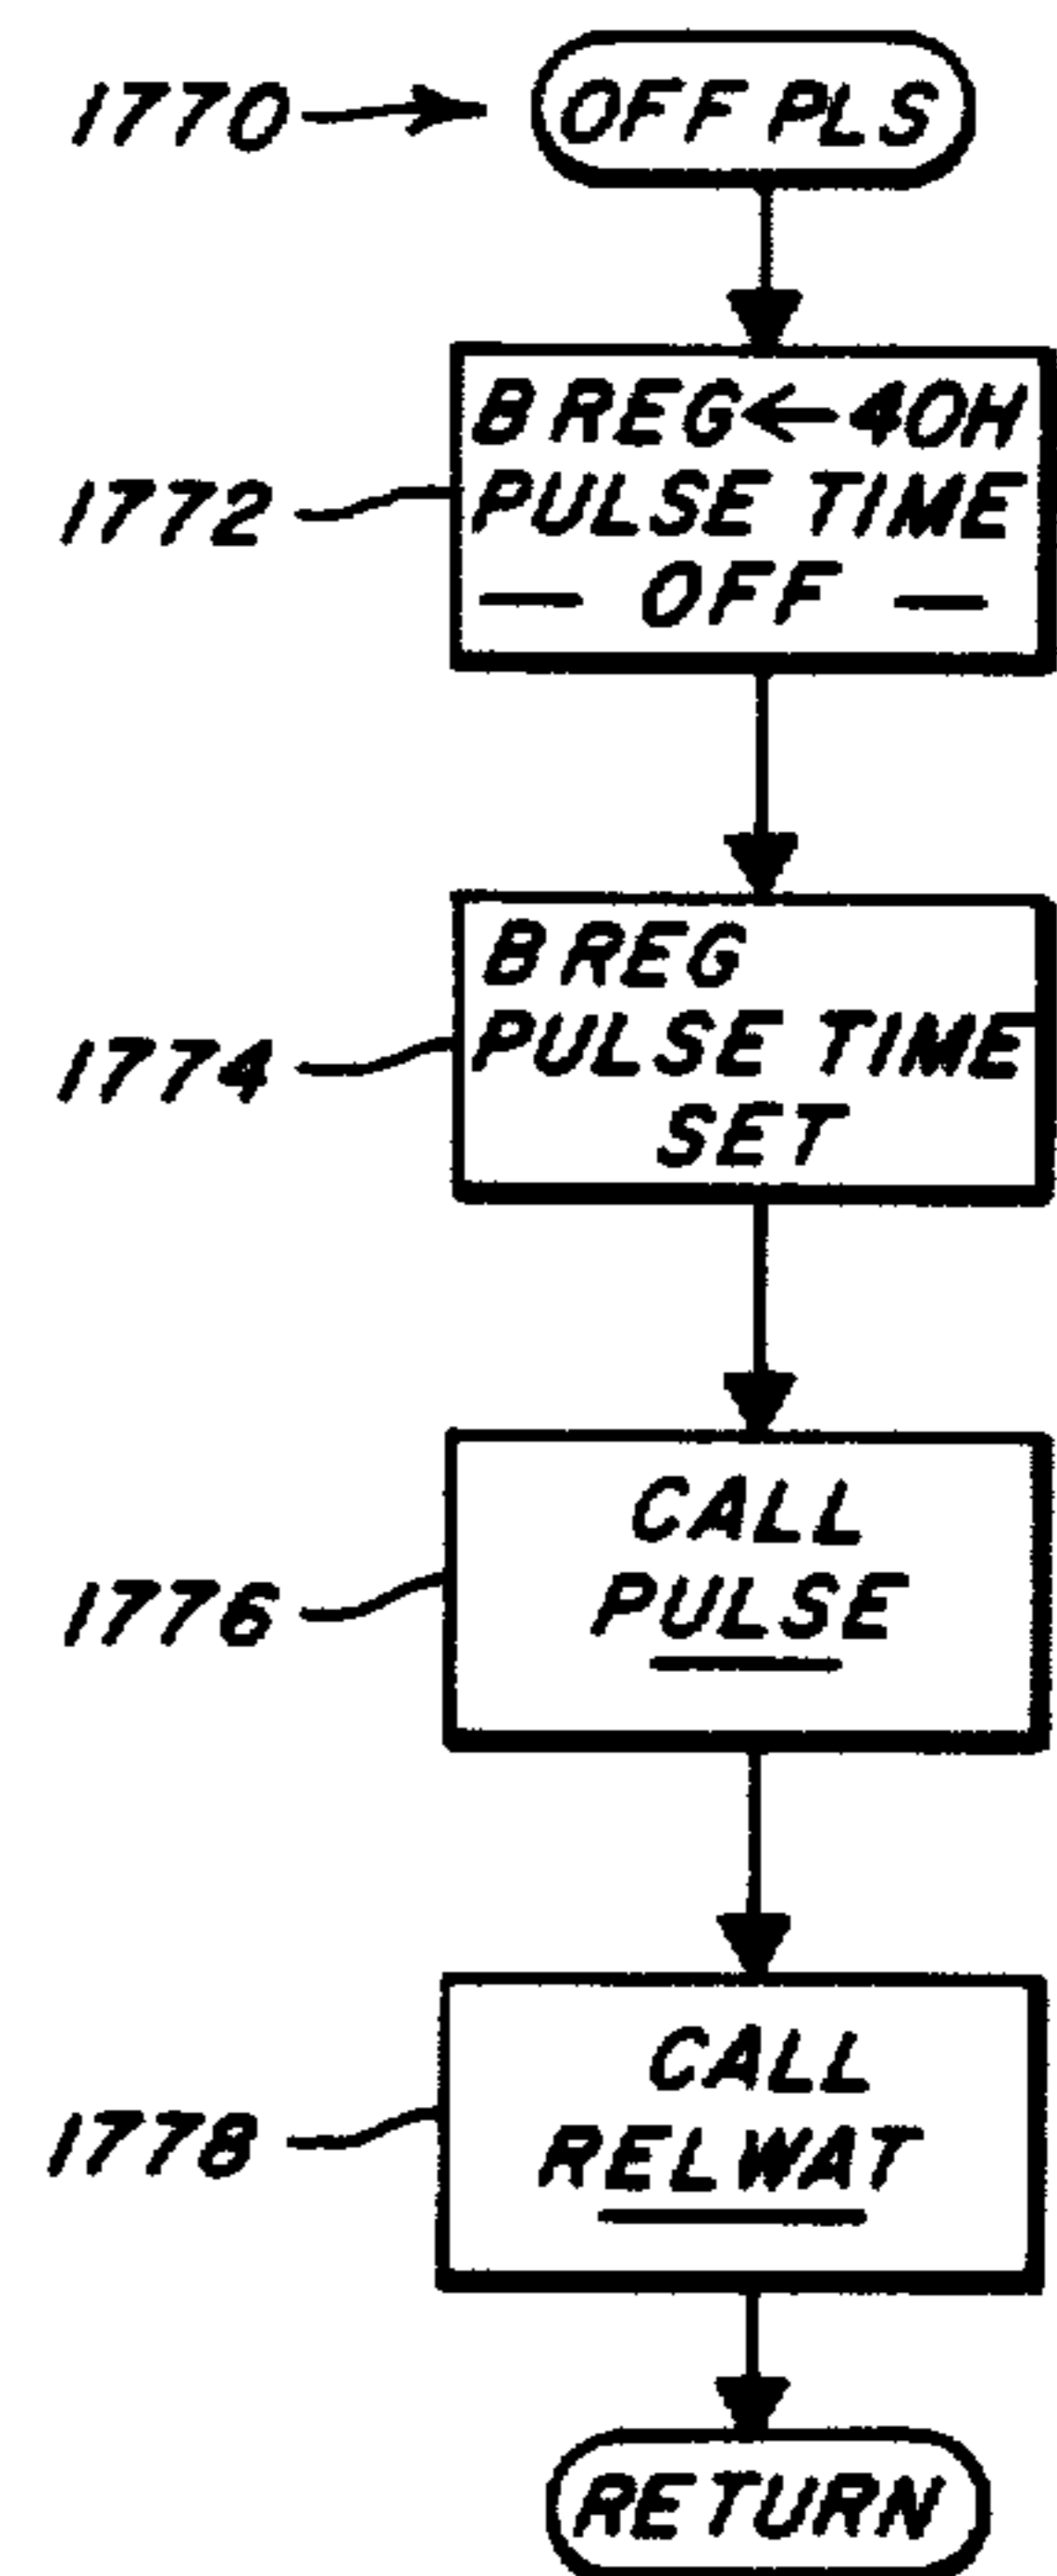 1770 OFF PLS
B REG←40H
1772 PULSE TIME
— OFF —
B REG
1774 PULSE TIME
SET
CALL
1776 PULSE
CALL
1778 RELWAT
RETURN